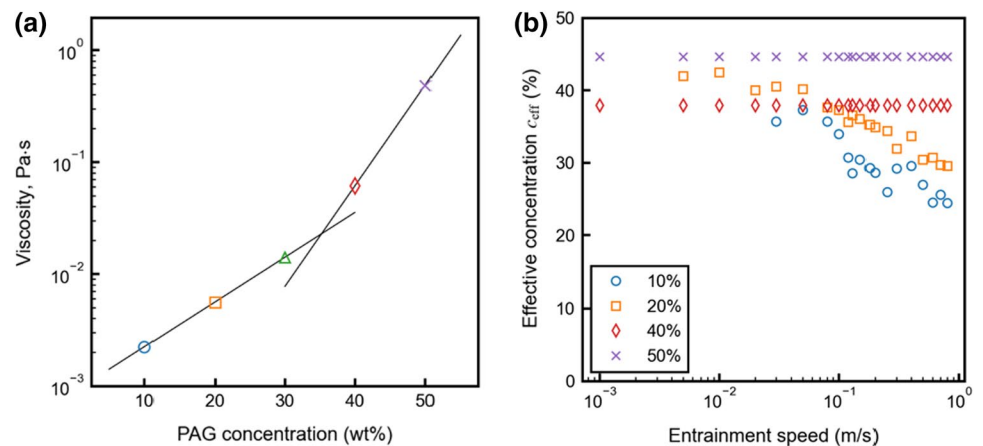 (a)
Viscosity, Pa·s
10⁰
10⁻¹
10⁻²
10⁻³
10 20 30 40 50
PAG concentration (wt%)
(b)
Effective concentration c_eff (%)
50
40
30
20
10
0
10%
20%
40%
50%
10⁻³ 10⁻² 10⁻¹ 10⁰
Entrainment speed (m/s)